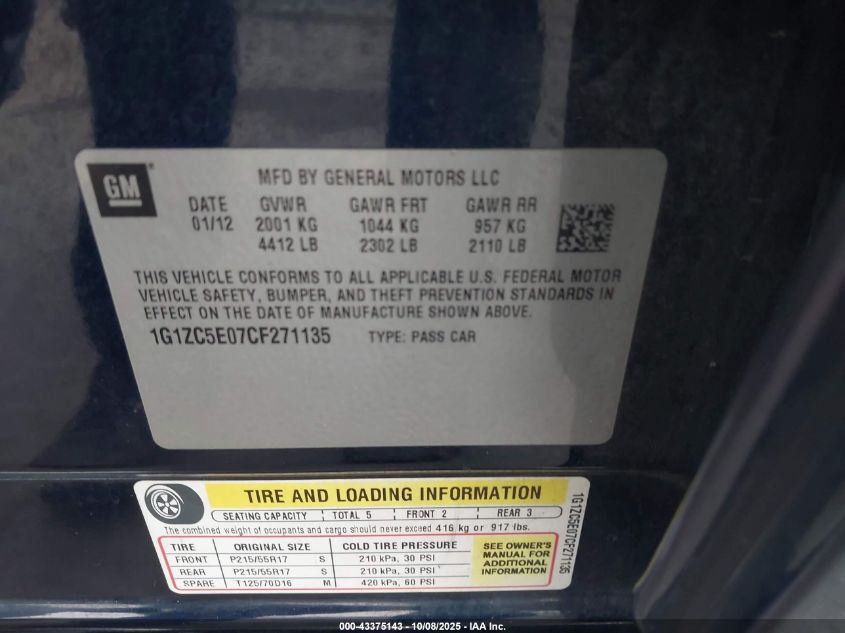 GM
MFD BY GENERAL MOTORS LLC
DATE GVWR GAWR FRT GAWR RR
01/12 2001 KG 1044 KG 957 KG
4412 LB 2302 LB 2110 LB
THIS VEHICLE CONFORMS TO ALL APPLICABLE U.S. FEDERAL MOTOR
VEHICLE SAFETY, BUMPER, AND THEFT PREVENTION STANDARDS IN
EFFECT ON THE DATE OF MANUFACTURE SHOWN ABOVE.
1G1ZC5E07CF271135 TYPE: PASS CAR
TIRE AND LOADING INFORMATION
SEATING CAPACITY TOTAL 5 FRONT 2 REAR 3
The combined weight of occupants and cargo should never exceed 416 kg or 917 lbs.
TIRE ORIGINAL SIZE COLD TIRE PRESSURE
FRONT P215/55R17 S 210 kPa, 30 PSI
REAR P215/55R17 S 210 kPa, 30 PSI
SPARE T125/70D16 M 420 kPa, 60 PSI
SEE OWNER'S
MANUAL FOR
ADDITIONAL
INFORMATION
1G1ZC5E07CF271135
000-43375143 - 10/08/2025 - IAA Inc.